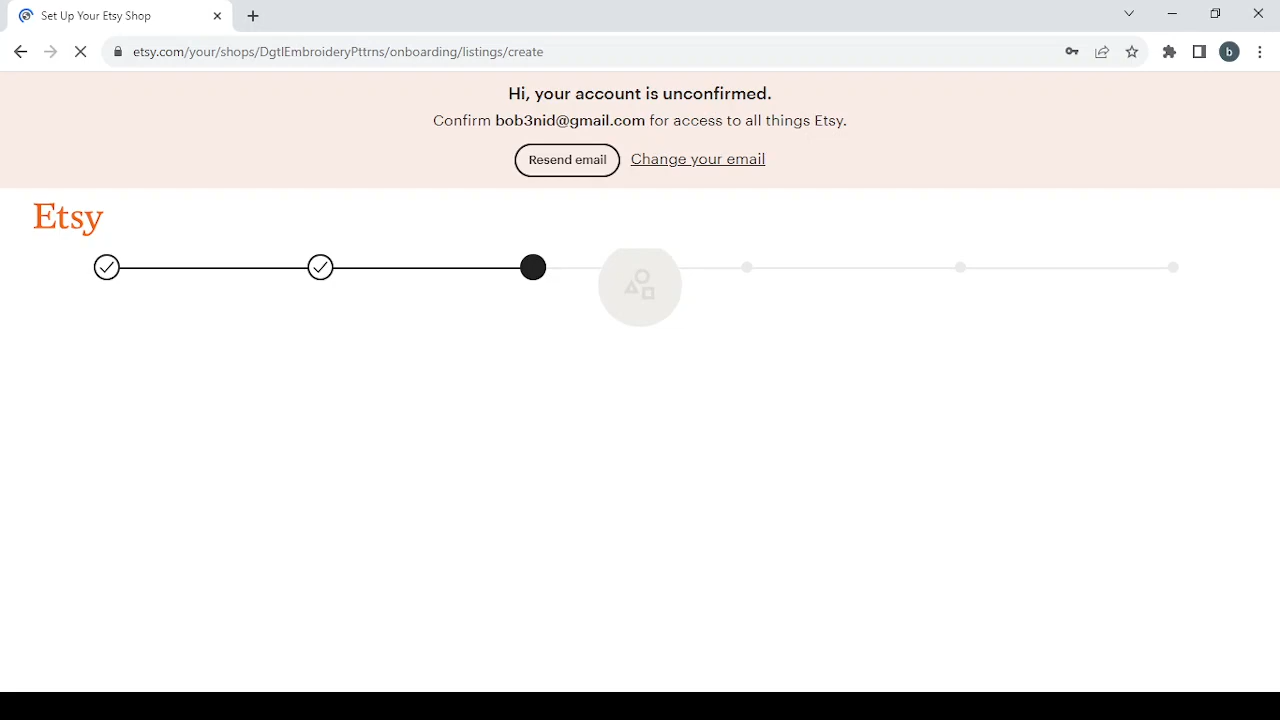 Set Up Your Etsy Shop
etsy.com/your/shops/DgtlEmbroideryPttrns/onboarding/listings/create
b
Hi, your account is unconfirmed.
Confirm bob3nid@gmail.com for access to all things Etsy.
Resend email Change your email
Etsy